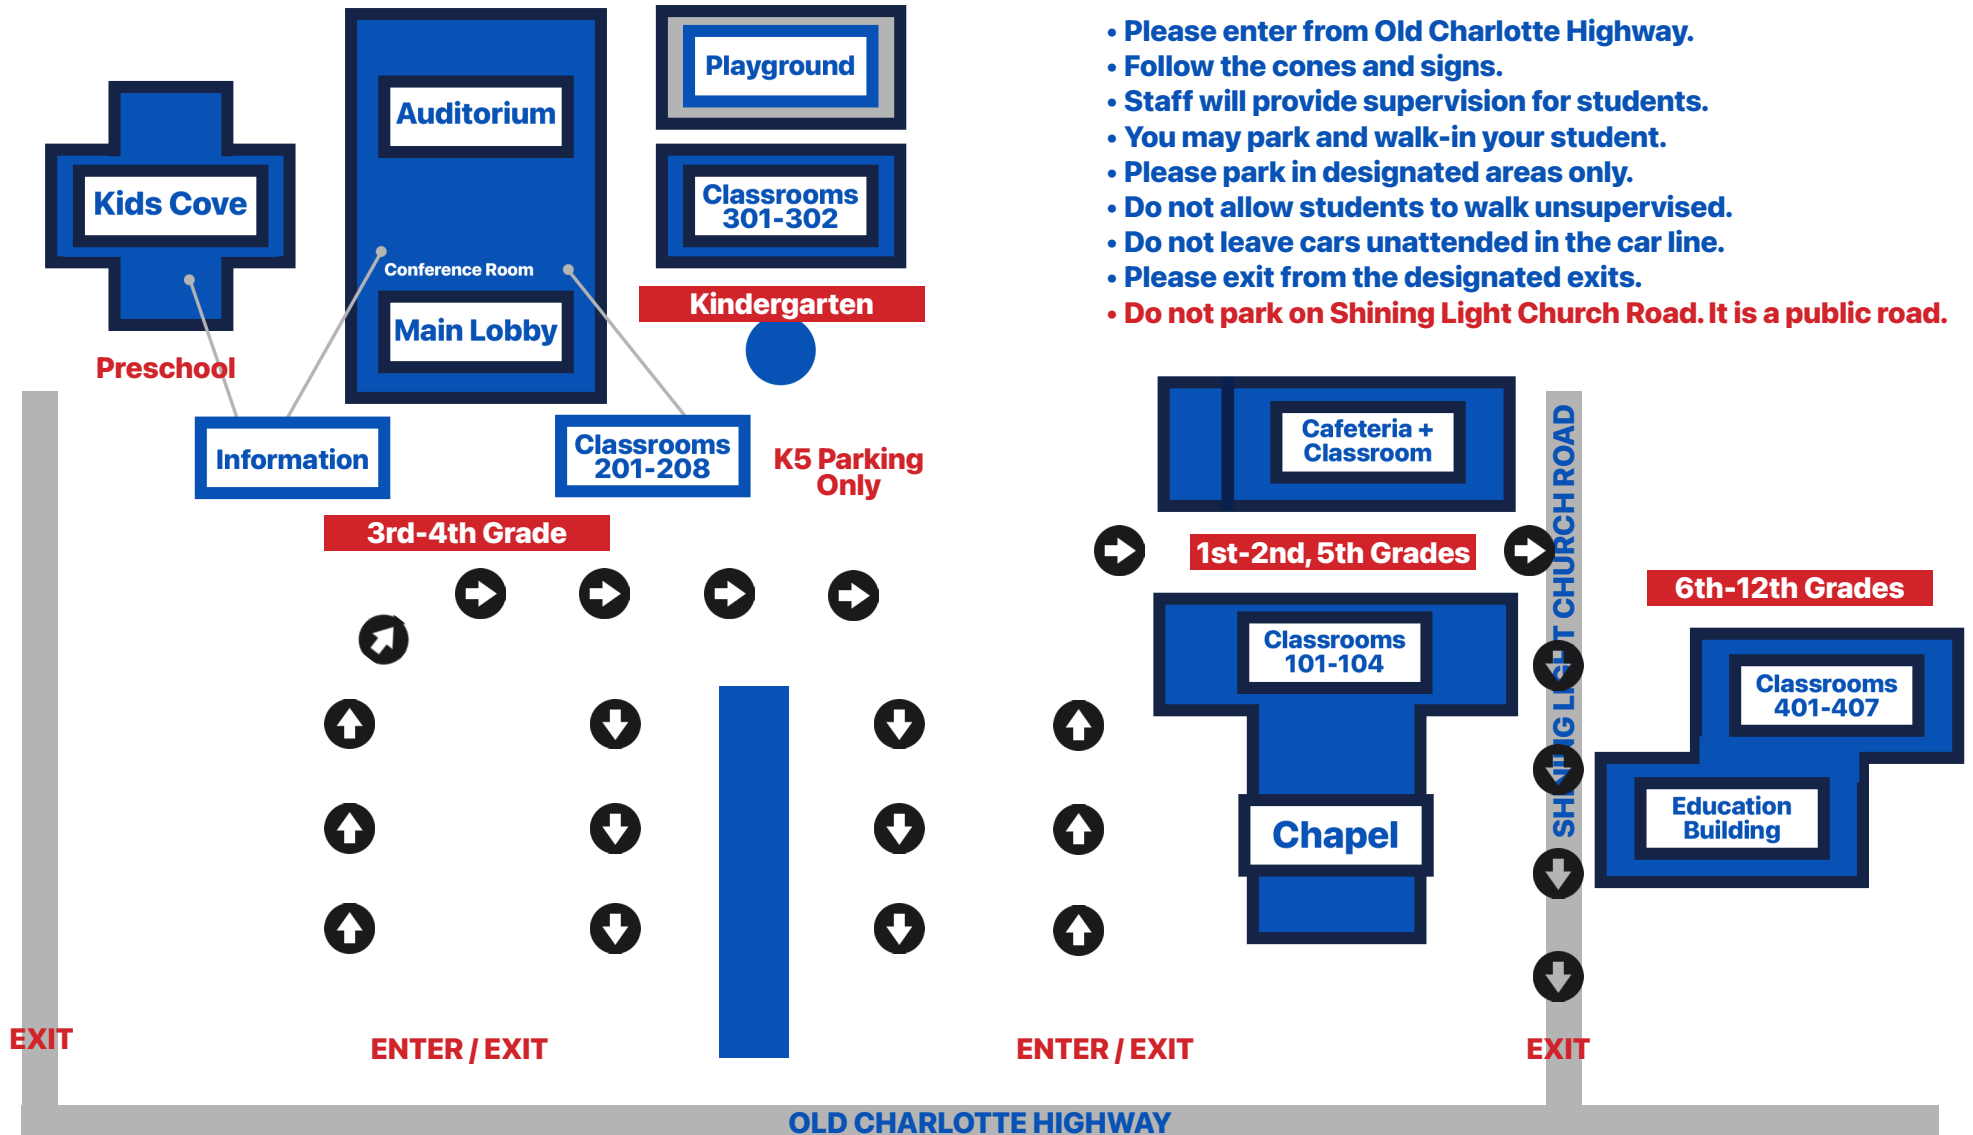 • Please enter from Old Charlotte Highway.
• Follow the cones and signs.
• Staff will provide supervision for students.
• You may park and walk-in your student.
• Please park in designated areas only.
• Do not allow students to walk unsupervised.
• Do not leave cars unattended in the car line.
• Please exit from the designated exits.
• Do not park on Shining Light Church Road. It is a public road.
Playground
Auditorium
Kids Cove
Classrooms
301-302
Conference Room
Kindergarten
Main Lobby
Preschool
Information
Classrooms
201-208
K5 Parking
Only
Cafeteria +
Classroom
3rd-4th Grade
1st-2nd, 5th Grades
SHINING LIGHT CHURCH ROAD
6th-12th Grades
Classrooms
101-104
Classrooms
401-407
Education
Building
Chapel
EXIT
ENTER / EXIT
ENTER / EXIT
EXIT
OLD CHARLOTTE HIGHWAY